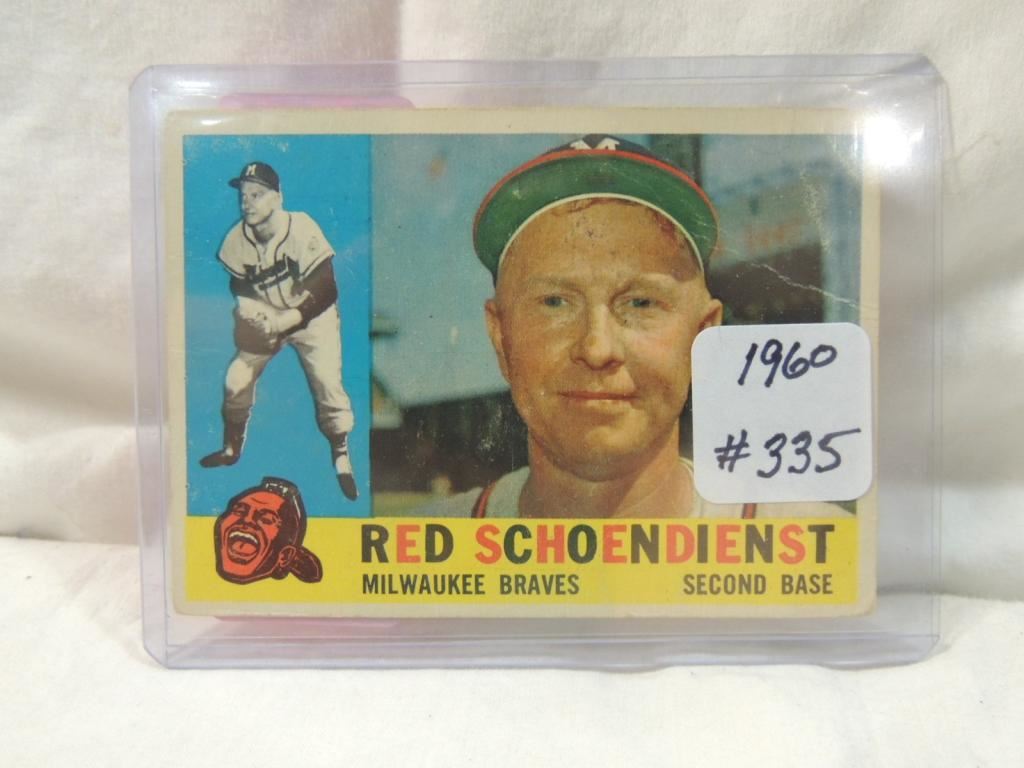 M
M
1960
#335
RED SCHOENDIENST
MILWAUKEE BRAVES SECOND BASE